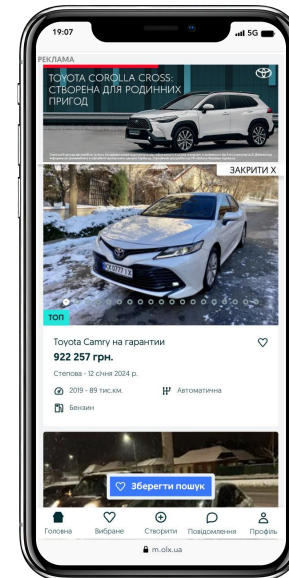 19:07
5G
РЕКЛАМА
TOYOTA COROLLA CROSS:
СТВОРЕНА ДЛЯ РОДИННИХ
ПРИГОД
ЗАКРИТИ X
ТОП
Toyota Camry на гарантии
922 257 грн.
Степова - 12 січня 2024 р.
2019 - 89 тис.км.
Автоматична
Бензин
Зберегти пошук
Головна
Вибране
Створити
Повідомлення
Профіль
m.olx.ua